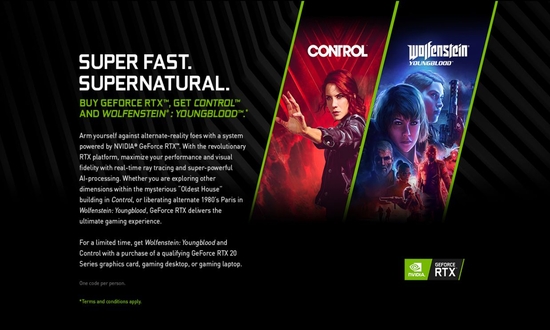 SUPER FAST.
SUPERNATURAL.
BUY GEFORCE RTX™, GET CONTROL™
AND WOLFENSTEIN® : YOUNGBLOOD™.*
Arm yourself against alternate-reality foes with a system
powered by NVIDIA® GeForce RTX™. With the revolutionary
RTX platform, maximize your performance and visual
fidelity with real-time ray tracing and super-powerful
AI-processing. Whether you are exploring other
dimensions within the mysterious "Oldest House"
building in Control, or liberating alternate 1980's Paris in
Wolfenstein: Youngblood, GeForce RTX delivers the
ultimate gaming experience.
For a limited time, get Wolfenstein: Youngblood and
Control with a purchase of a qualifying GeForce RTX 20
Series graphics card, gaming desktop, or gaming laptop.
One code per person.
*Terms and conditions apply.
CONTROL
Wolfenstein
YOUNGBLOOD
NVIDIA
GEFORCE
RTX